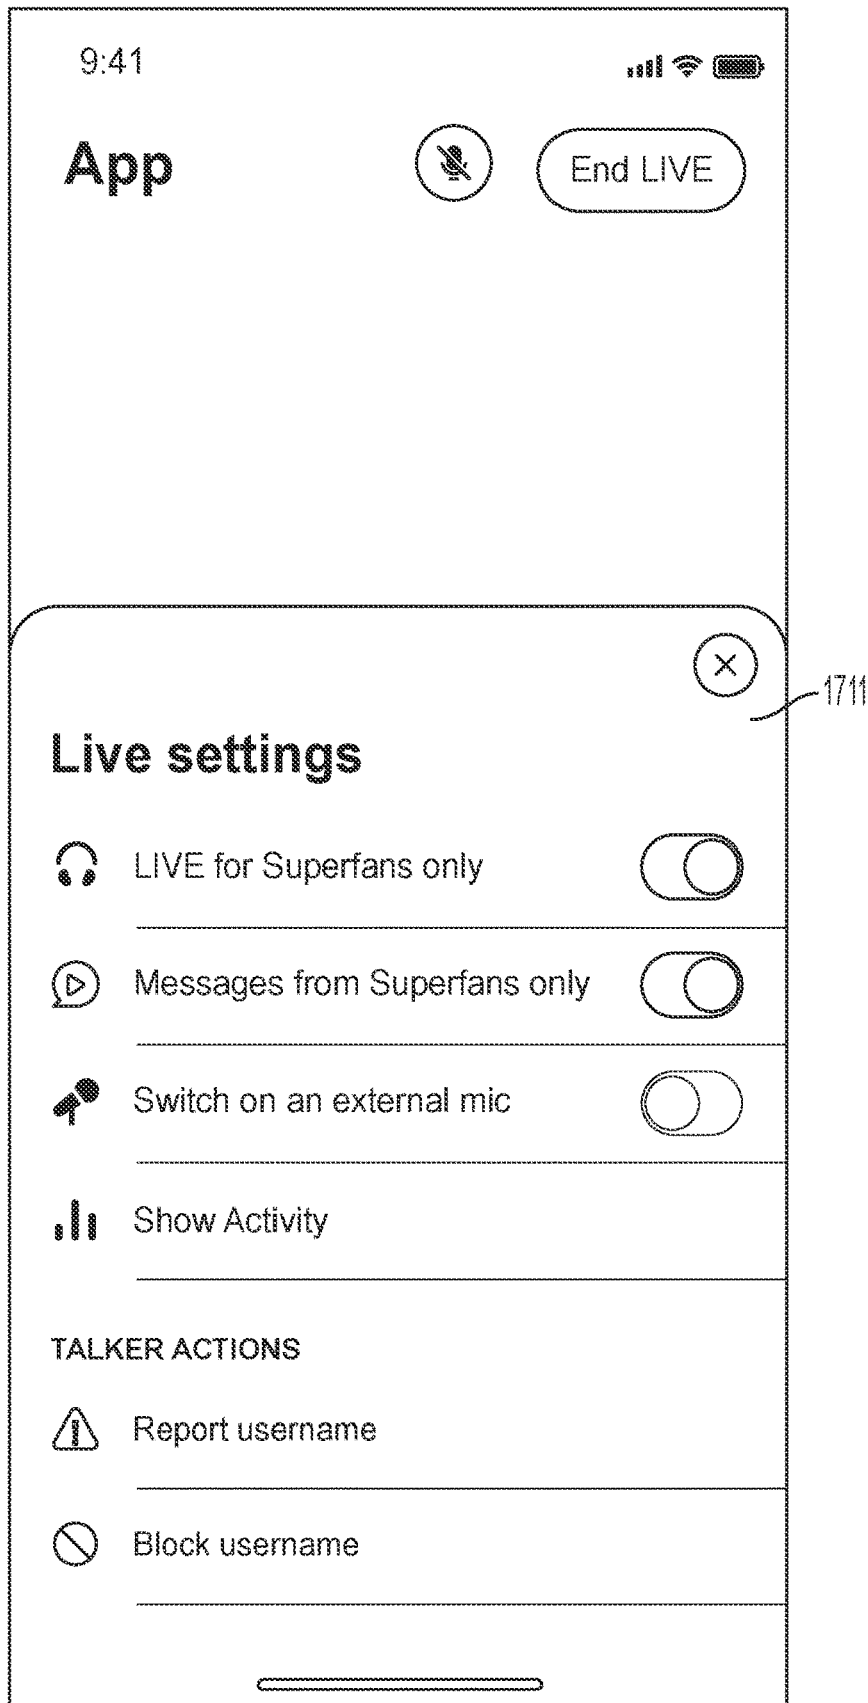 9:41
App End LIVE
1711
Live settings
LIVE for Superfans only
Messages from Superfans only
Switch on an external mic
Show Activity
TALKER ACTIONS
Report username
Block username